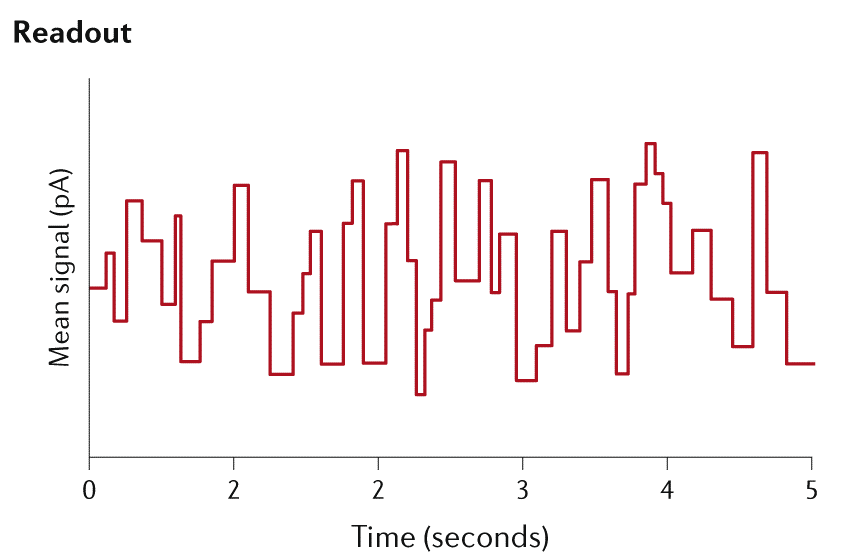 Readout
Mean signal (pA)
0 2 2 3 4 5
Time (seconds)